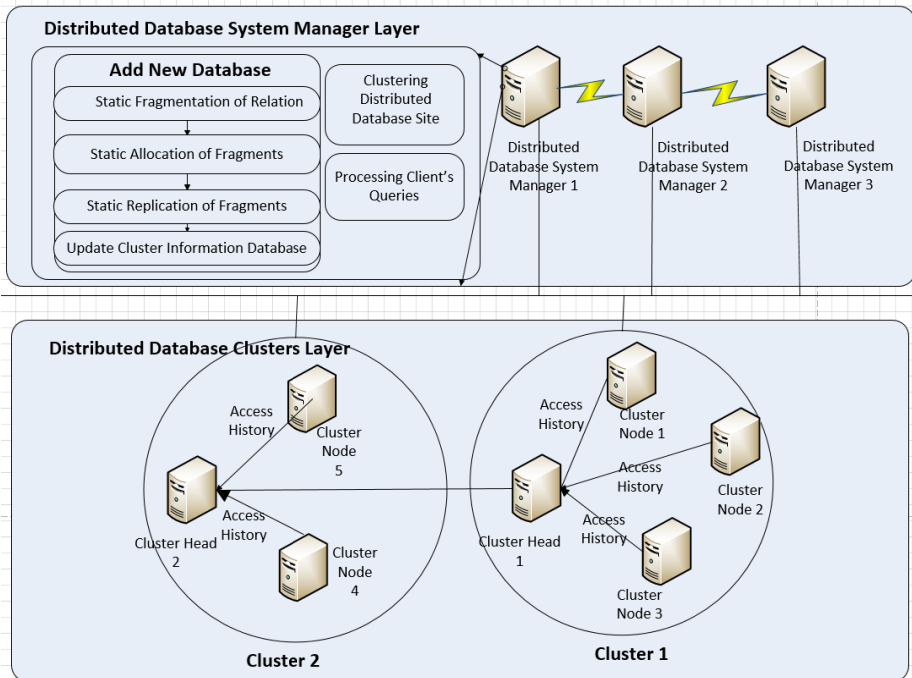 Distributed Database System Manager Layer
Add New Database
Static Fragmentation of Relation
Static Allocation of Fragments
Static Replication of Fragments
Update Cluster Information Database
Clustering
Distributed
Database Site
Processing Client's
Queries
Distributed
Database System
Manager 1
Distributed
Database System
Manager 2
Distributed
Database System
Manager 3
Distributed Database Clusters Layer
Access
History
Cluster
Node
5
Cluster Head
2
Access
History
Cluster
Node
4
Cluster 2
Access
History
Cluster
Node 1
Access
History
Cluster
Node 2
Cluster Head
1
Access
History
Cluster
Node 3
Cluster 1